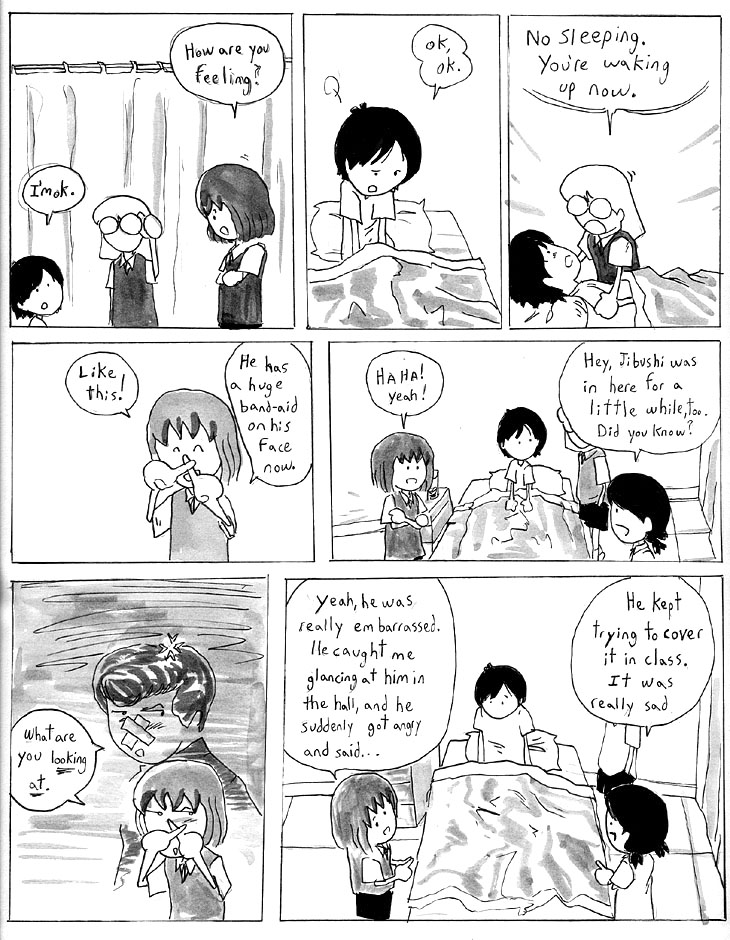 No sleeping.
You're waking
up now.
ok,
ok.
How are you
feeling?
I'm ok.
Hey, Jibushi was
in here for a
little while, too.
Did you know?
HAHA!
yeah!
He has
a huge
band-aid
on his
face
now.
Like
this!
He kept
trying to cover
it in class.
It was
really sad
Yeah, he was
really embarrassed.
He caught me
glancing at him in
the hall, and he
suddenly got angry
and said...
What are
you looking
at.